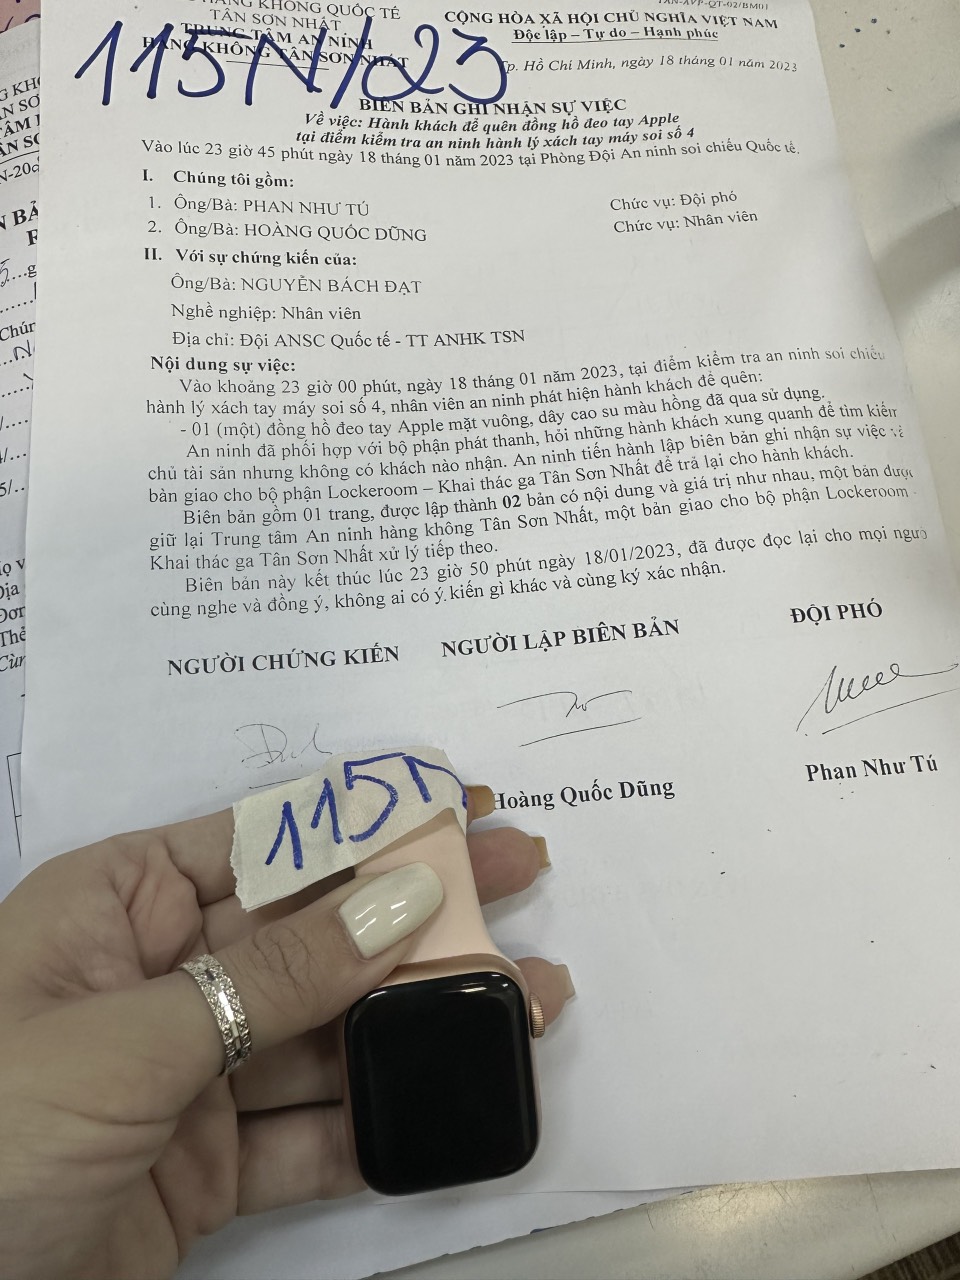 KHÔNG QUỐC TẾ
TÂN SƠN NHẤT
TRUNG TÂM AN NINH
HÀNG KHÔNG TÂN SƠN NHẤT
115N/23
CỘNG HÒA XÃ HỘI CHỦ NGHĨA VIỆT NAM
Độc lập – Tự do – Hạnh phúc
Tp. Hồ Chí Minh, ngày 18 tháng 01 năm 2023
BIÊN BẢN GHI NHẬN SỰ VIỆC
Về việc: Hành khách để quên đồng hồ đeo tay Apple
tại điểm kiểm tra an ninh hành lý xách tay máy soi số 4
Vào lúc 23 giờ 45 phút ngày 18 tháng 01 năm 2023 tại Phòng Đội An ninh soi chiếu Quốc tế.
I. Chúng tôi gồm:
1. Ông/Bà: PHAN NHƯ TÚ Chức vụ: Đội phó
2. Ông/Bà: HOÀNG QUỐC DŨNG Chức vụ: Nhân viên
II. Với sự chứng kiến của:
Ông/Bà: NGUYỄN BÁCH ĐẠT
Nghề nghiệp: Nhân viên
Địa chỉ: Đội ANSC Quốc tế - TT ANHK TSN
Nội dung sự việc:
Vào khoảng 23 giờ 00 phút, ngày 18 tháng 01 năm 2023, tại điểm kiểm tra an ninh soi chiếu
hành lý xách tay máy soi số 4, nhân viên an ninh phát hiện hành khách để quên:
- 01 (một) đồng hồ đeo tay Apple mặt vuông, dây cao su màu hồng đã qua sử dụng.
An ninh đã phối hợp với bộ phận phát thanh, hỏi những hành khách xung quanh để tìm kiếm
chủ tài sản nhưng không có khách nào nhận. An ninh tiến hành lập biên bản ghi nhận sự việc và
bàn giao cho bộ phận Lockeroom – Khai thác ga Tân Sơn Nhất để trả lại cho hành khách.
Biên bản gồm 01 trang, được lập thành 02 bản có nội dung và giá trị như nhau, một bản được
giữ lại Trung tâm An ninh hàng không Tân Sơn Nhất, một bản giao cho bộ phận Lockeroom -
Khai thác ga Tân Sơn Nhất xử lý tiếp theo.
Biên bản này kết thúc lúc 23 giờ 50 phút ngày 18/01/2023, đã được đọc lại cho mọi ngườ
cùng nghe và đồng ý, không ai có ý kiến gì khác và cùng ký xác nhận.
NGƯỜI CHỨNG KIẾN NGƯỜI LẬP BIÊN BẢN ĐỘI PHÓ
Hoàng Quốc Dũng Phan Như Tú
115N